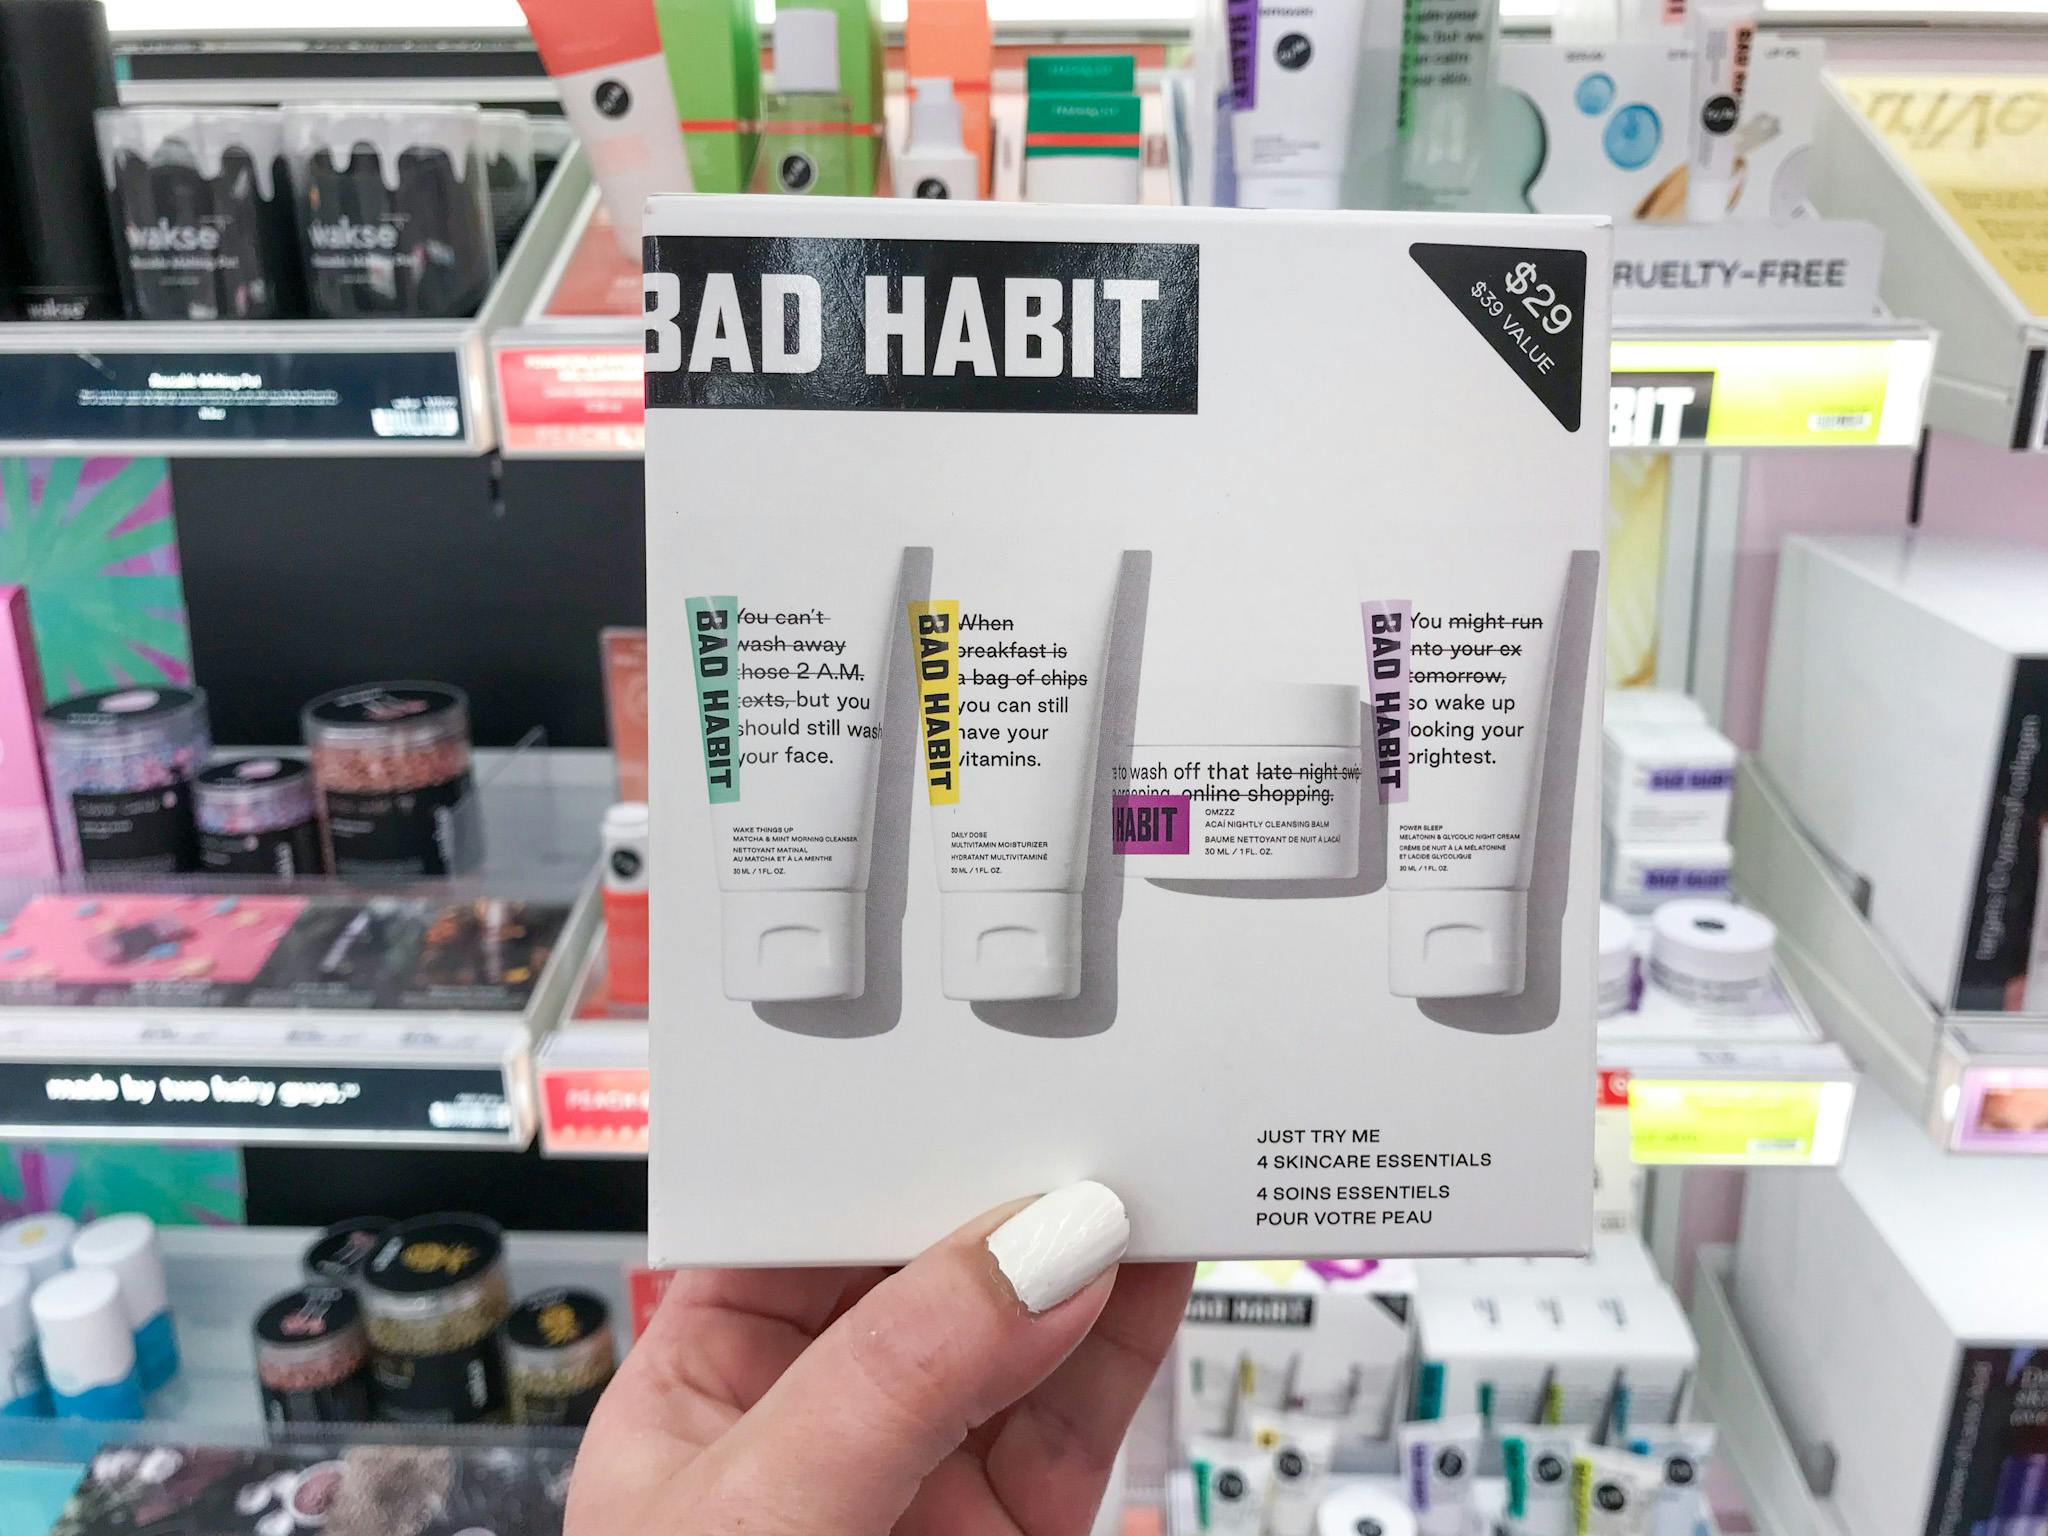 wakse
wakse
RUELTY-FREE
BAD HABIT
$29
$39 VALUE
BAD HABIT
You can't
wash away
those 2 A.M.
texts, but you
should still wash
your face.
WAKE THINGS UP
MATCHA & MINT MORNING CLEANSER
NETTOYANT MATINAL
AU MATCHA ET À LA MENTHE
30 ML / 1 FL. OZ.
BAD HABIT
When
breakfast is
a bag of chips
you can still
have your
vitamins.
DAILY DOSE
MULTIVITAMIN MOISTURIZER
HYDRATANT MULTIVITAMINÉ
30 ML / 1 FL. OZ.
to wash off that late night swip
online shopping.
HABIT
OMZZZ
ACAÍ NIGHTLY CLEANSING BALM
BAUME NETTOYANT DE NUIT À L'ACAÍ
30 ML / 1 FL. OZ.
BAD HABIT
You might run
into your ex
tomorrow,
so wake up
looking your
brightest.
POWER SLEEP
MELATONIN & GLYCOLIC NIGHT CREAM
CRÈME DE NUIT À LA MÉLATONINE
ET L'ACIDE GLYCOLIQUE
30 ML / 1 FL. OZ.
JUST TRY ME
4 SKINCARE ESSENTIALS
4 SOINS ESSENTIELS
POUR VOTRE PEAU
BIT
made by two hairy guys.
PEACH
BAD HABIT
BAD HABIT